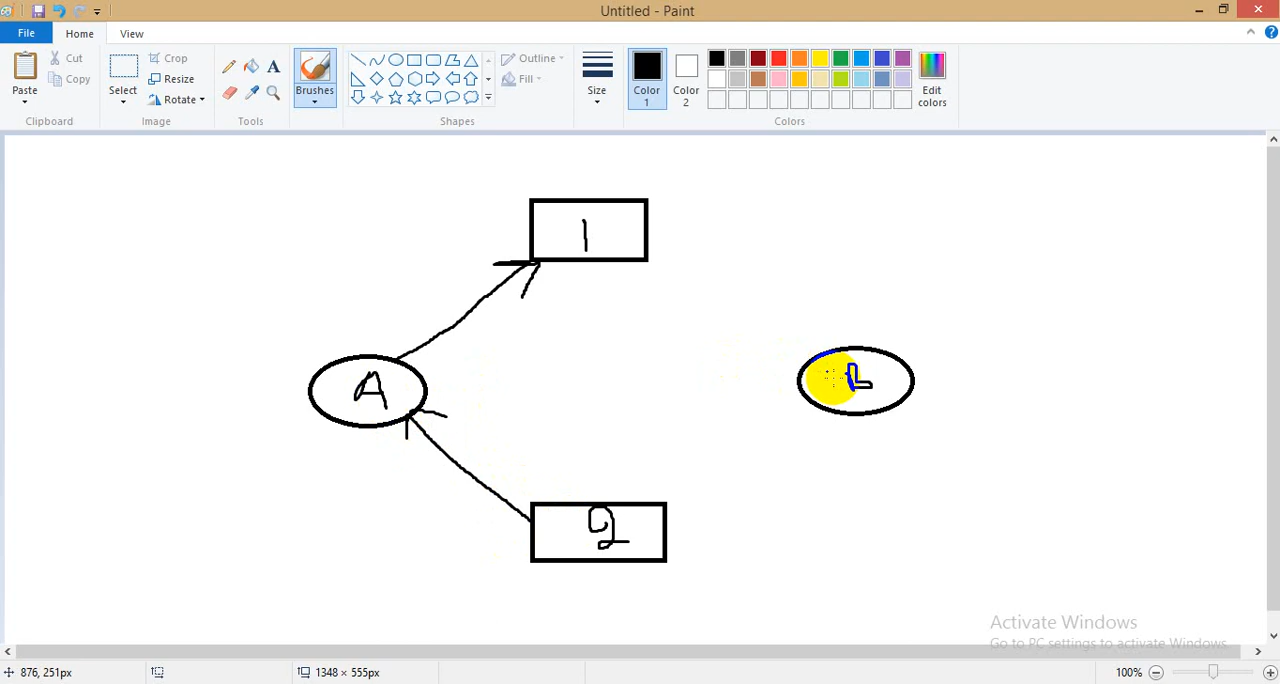 Untitled - Paint
File Home View
Paste
Cut
Copy
Clipboard
Select
Crop
Resize
Rotate
Image
Tools
Brushes
Shapes
Outline
Fill
Size
Color 1
Color 2
Edit colors
Colors
1
A
2
Activate Windows
Go to PC settings to activate Windows.
876, 251px
1348 × 555px
100%